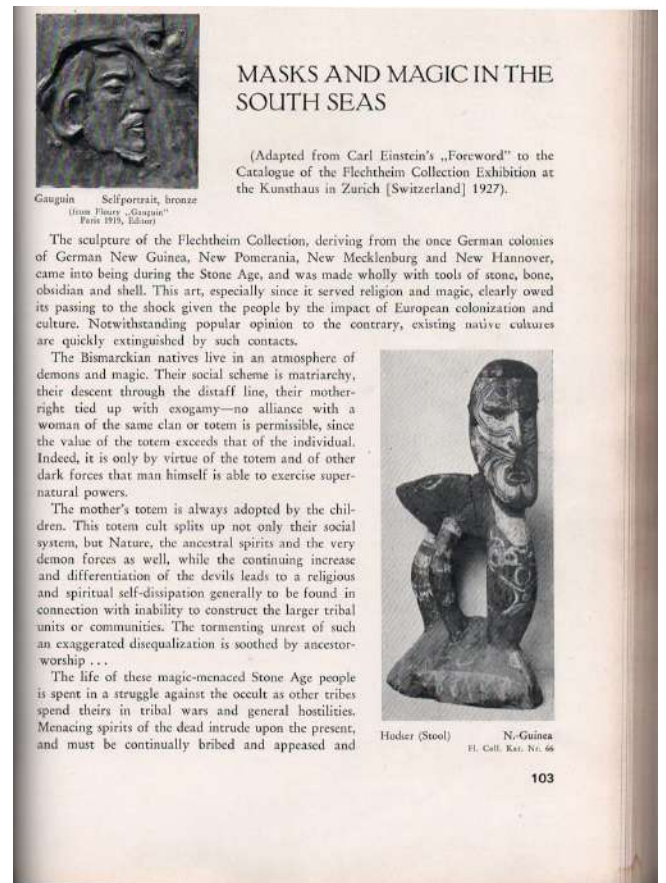 MASKS AND MAGIC IN THE
SOUTH SEAS
(Adapted from Carl Einstein's „Foreword" to the
Catalogue of the Flechtheim Collection Exhibition at
the Kunsthaus in Zurich [Switzerland] 1927).
Gauguin Selfportrait, bronze
(from Fleury „Gauguin"
Paris 1919, Editor)
The sculpture of the Flechtheim Collection, deriving from the once German colonies
of German New Guinea, New Pomerania, New Mecklenburg and New Hannover,
came into being during the Stone Age, and was made wholly with tools of stone, bone,
obsidian and shell. This art, especially since it served religion and magic, clearly owed
its passing to the shock given the people by the impact of European colonization and
culture. Notwithstanding popular opinion to the contrary, existing native cultures
are quickly extinguished by such contacts.
The Bismarckian natives live in an atmosphere of
demons and magic. Their social scheme is matriarchy,
their descent through the distaff line, their mother-
right tied up with exogamy—no alliance with a
woman of the same clan or totem is permissible, since
the value of the totem exceeds that of the individual.
Indeed, it is only by virtue of the totem and of other
dark forces that man himself is able to exercise super-
natural powers.
The mother's totem is always adopted by the chil-
dren. This totem cult splits up not only their social
system, but Nature, the ancestral spirits and the very
demon forces as well, while the continuing increase
and differentiation of the devils leads to a religious
and spiritual self-dissipation generally to be found in
connection with inability to construct the larger tribal
units or communities. The tormenting unrest of such
an exaggerated disequalization is soothed by ancestor-
worship ...
The life of these magic-menaced Stone Age people
is spent in a struggle against the occult as other tribes
spend theirs in tribal wars and general hostilities.
Menacing spirits of the dead intrude upon the present,
and must be continually bribed and appeased and
Hocker (Stool) N.-Guinea
Fl. Coll. Kat. Nr. 66
103